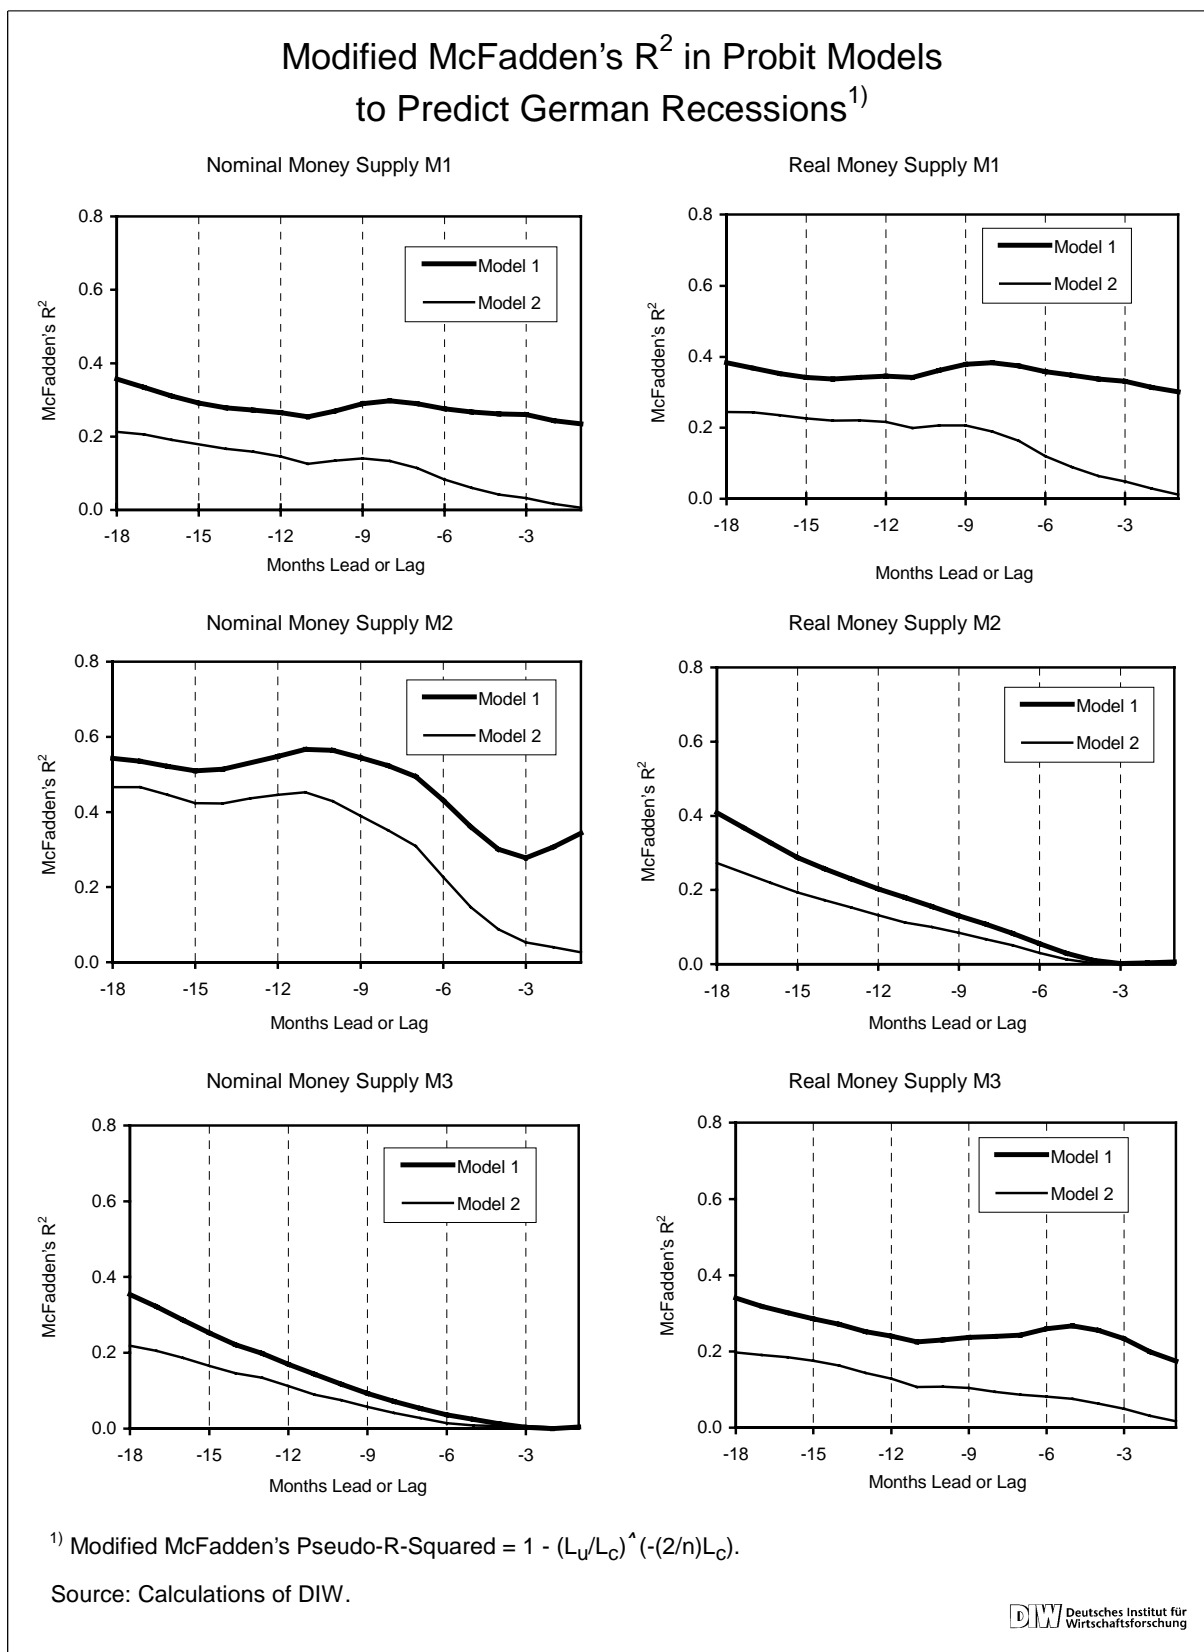 Modified McFadden's R² in Probit Models
to Predict German Recessions¹⁾
Nominal Money Supply M1
0.8
0.6
0.4
0.2
0.0
McFadden's R²
Model 1
Model 2
-18 -15 -12 -9 -6 -3
Months Lead or Lag
Real Money Supply M1
0.8
0.6
0.4
0.2
0.0
McFadden's R²
Model 1
Model 2
-18 -15 -12 -9 -6 -3
Months Lead or Lag
Nominal Money Supply M2
0.8
0.6
0.4
0.2
0.0
McFadden's R²
Model 1
Model 2
-18 -15 -12 -9 -6 -3
Months Lead or Lag
Real Money Supply M2
0.8
0.6
0.4
0.2
0.0
McFadden's R²
Model 1
Model 2
-18 -15 -12 -9 -6 -3
Months Lead or Lag
Nominal Money Supply M3
0.8
0.6
0.4
0.2
0.0
McFadden's R²
Model 1
Model 2
-18 -15 -12 -9 -6 -3
Months Lead or Lag
Real Money Supply M3
0.8
0.6
0.4
0.2
0.0
McFadden's R²
Model 1
Model 2
-18 -15 -12 -9 -6 -3
Months Lead or Lag
¹⁾ Modified McFadden's Pseudo-R-Squared = 1 - (Lu/Lc)^(-(2/n)Lc).
Source: Calculations of DIW.
DIW Deutsches Institut für
Wirtschaftsforschung